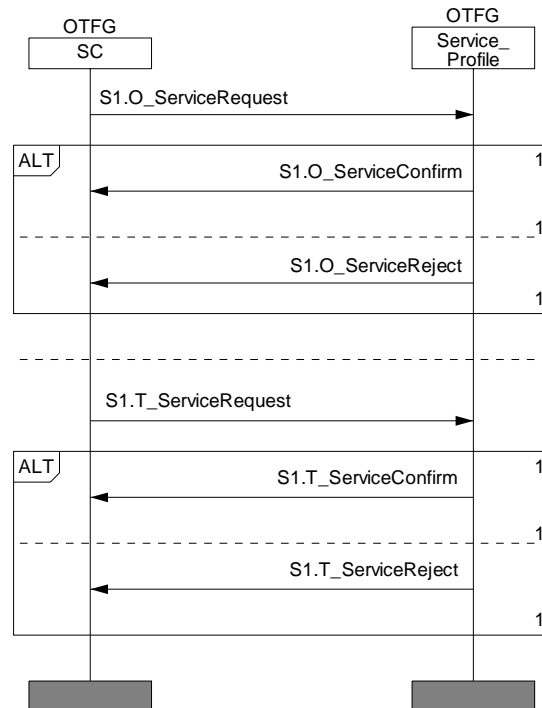 OTFG
OTFG
SC
Service_
Profile
S1.O_ServiceRequest
ALT
1
S1.O_ServiceConfirm
1
S1.O_ServiceReject
1
S1.T_ServiceRequest
ALT
1
S1.T_ServiceConfirm
1
S1.T_ServiceReject
1